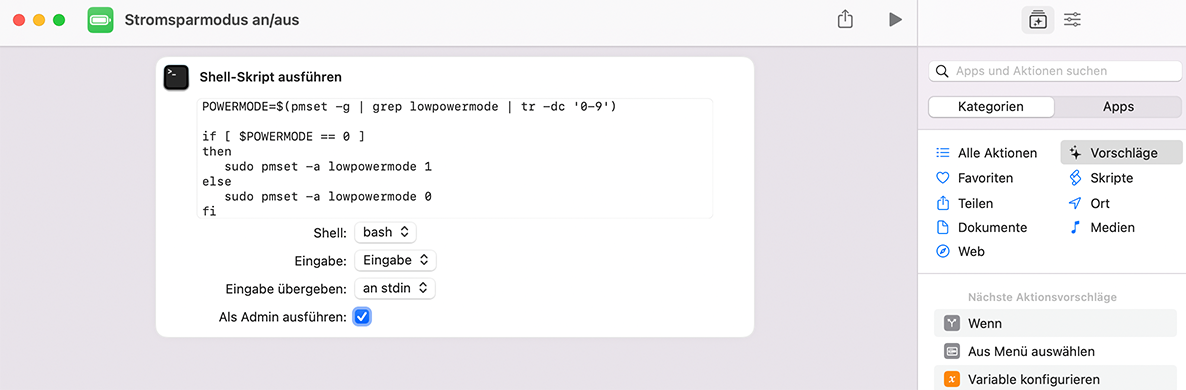 Stromsparmodus an/aus
Shell-Skript ausführen
POWERMODE=$(pmset -g | grep lowpowermode | tr -dc '0-9')
if [ $POWERMODE == 0 ]
then
sudo pmset -a lowpowermode 1
else
sudo pmset -a lowpowermode 0
fi
Shell: bash
Eingabe: Eingabe
Eingabe übergeben: an stdin
Als Admin ausführen:
Apps und Aktionen suchen
Kategorien Apps
Alle Aktionen Vorschläge
Favoriten Skripte
Teilen Ort
Dokumente Medien
Web
Nächste Aktionsvorschläge
Wenn
Aus Menü auswählen
Variable konfigurieren